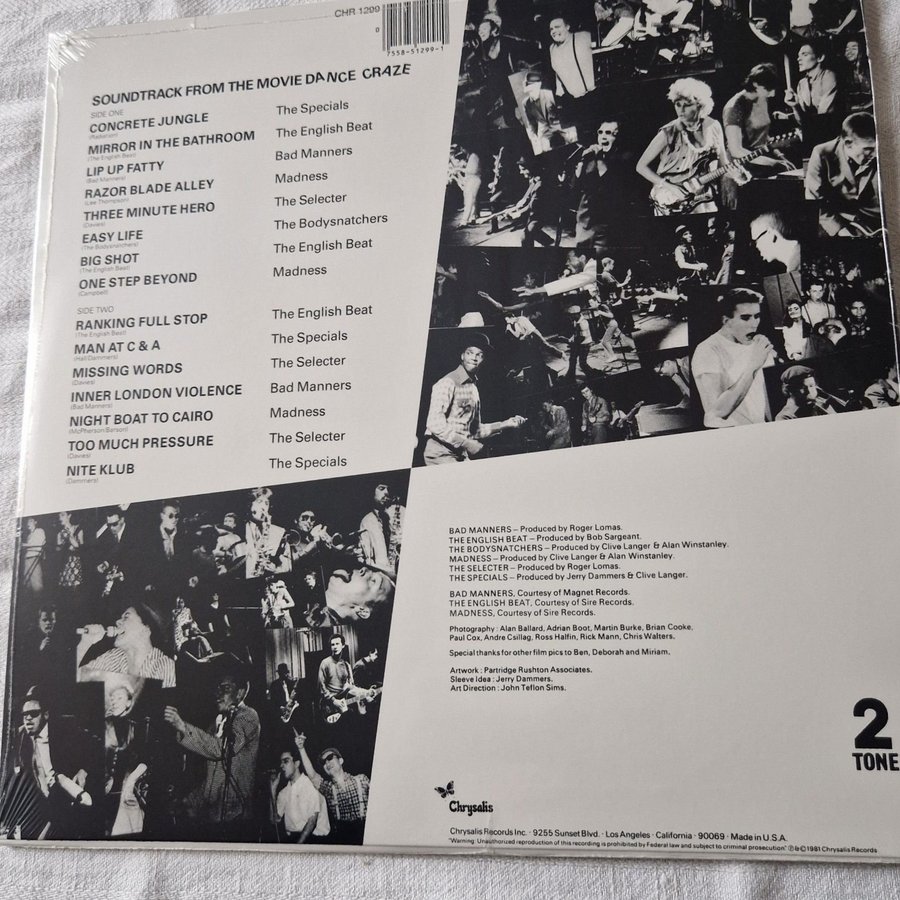 CHR 1299
0
7558-51299-1
SOUNDTRACK FROM THE MOVIE DANCE CRAZE
SIDE ONE
CONCRETE JUNGLE The Specials
(Radiation)
MIRROR IN THE BATHROOM The English Beat
(The English Beat)
LIP UP FATTY Bad Manners
(Bad Manners)
RAZOR BLADE ALLEY Madness
(Lee Thompson)
THREE MINUTE HERO The Selecter
(Davies)
EASY LIFE The Bodysnatchers
(The Bodysnatchers)
BIG SHOT The English Beat
(The English Beat)
ONE STEP BEYOND Madness
(Campbell)
SIDE TWO
RANKING FULL STOP The English Beat
(The English Beat)
MAN AT C & A The Specials
(Hall/Dammers)
MISSING WORDS The Selecter
(Davies)
INNER LONDON VIOLENCE Bad Manners
(Bad Manners)
NIGHT BOAT TO CAIRO Madness
(McPherson/Barson)
TOO MUCH PRESSURE The Selecter
(Davies)
NITE KLUB The Specials
(Dammers)
BAD MANNERS – Produced by Roger Lomas.
THE ENGLISH BEAT – Produced by Bob Sargeant.
THE BODYSNATCHERS – Produced by Clive Langer & Alan Winstanley.
MADNESS – Produced by Clive Langer & Alan Winstanley.
THE SELECTER – Produced by Roger Lomas.
THE SPECIALS – Produced by Jerry Dammers & Clive Langer.
BAD MANNERS, Courtesy of Magnet Records.
THE ENGLISH BEAT, Courtesy of Sire Records.
MADNESS, Courtesy of Sire Records.
Photography : Alan Ballard, Adrian Boot, Martin Burke, Brian Cooke,
Paul Cox, Andre Csillag, Ross Halfin, Rick Mann, Chris Walters.
Special thanks for other film pics to Ben, Deborah and Miriam.
Artwork : Partridge Rushton Associates.
Sleeve Idea : Jerry Dammers.
Art Direction : John Teflon Sims.
2
TONE
Chrysalis
Chrysalis Records Inc. · 9255 Sunset Blvd. · Los Angeles · California · 90069 · Made in U.S.A.
"Warning: Unauthorized reproduction of this recording is prohibited by Federal law and subject to criminal prosecution" ℗&©1981 Chrysalis Records